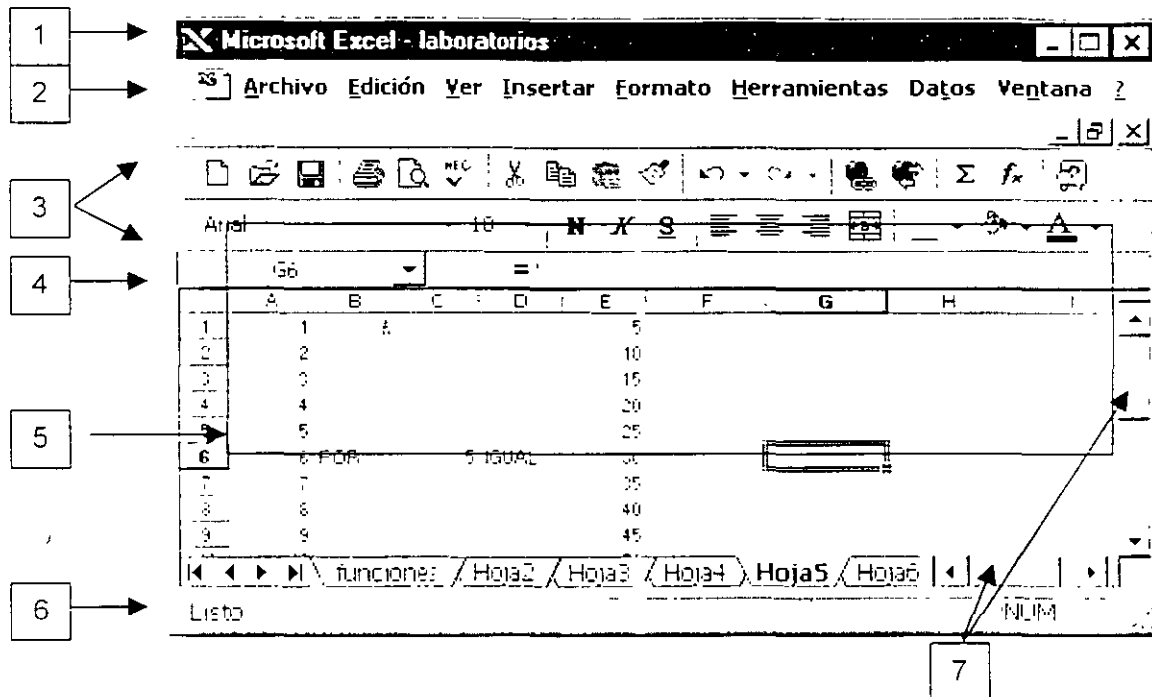 1
Microsoft Excel - laboratorios
2
Archivo Edición Ver Insertar Formato Herramientas Datos Ventana ?
3
Arial 10 N K S A
4
G6 =
A B C D E F G H I
1 1 5
2 2 10
3 3 15
4 4 20
5
5 5 25
6 6 POR 5 IGUAL 30
7 7 35
8 8 40
9 9 45
funciones Hoja2 Hoja3 Hoja4 Hoja5 Hoja6
6
Listo NUM
7